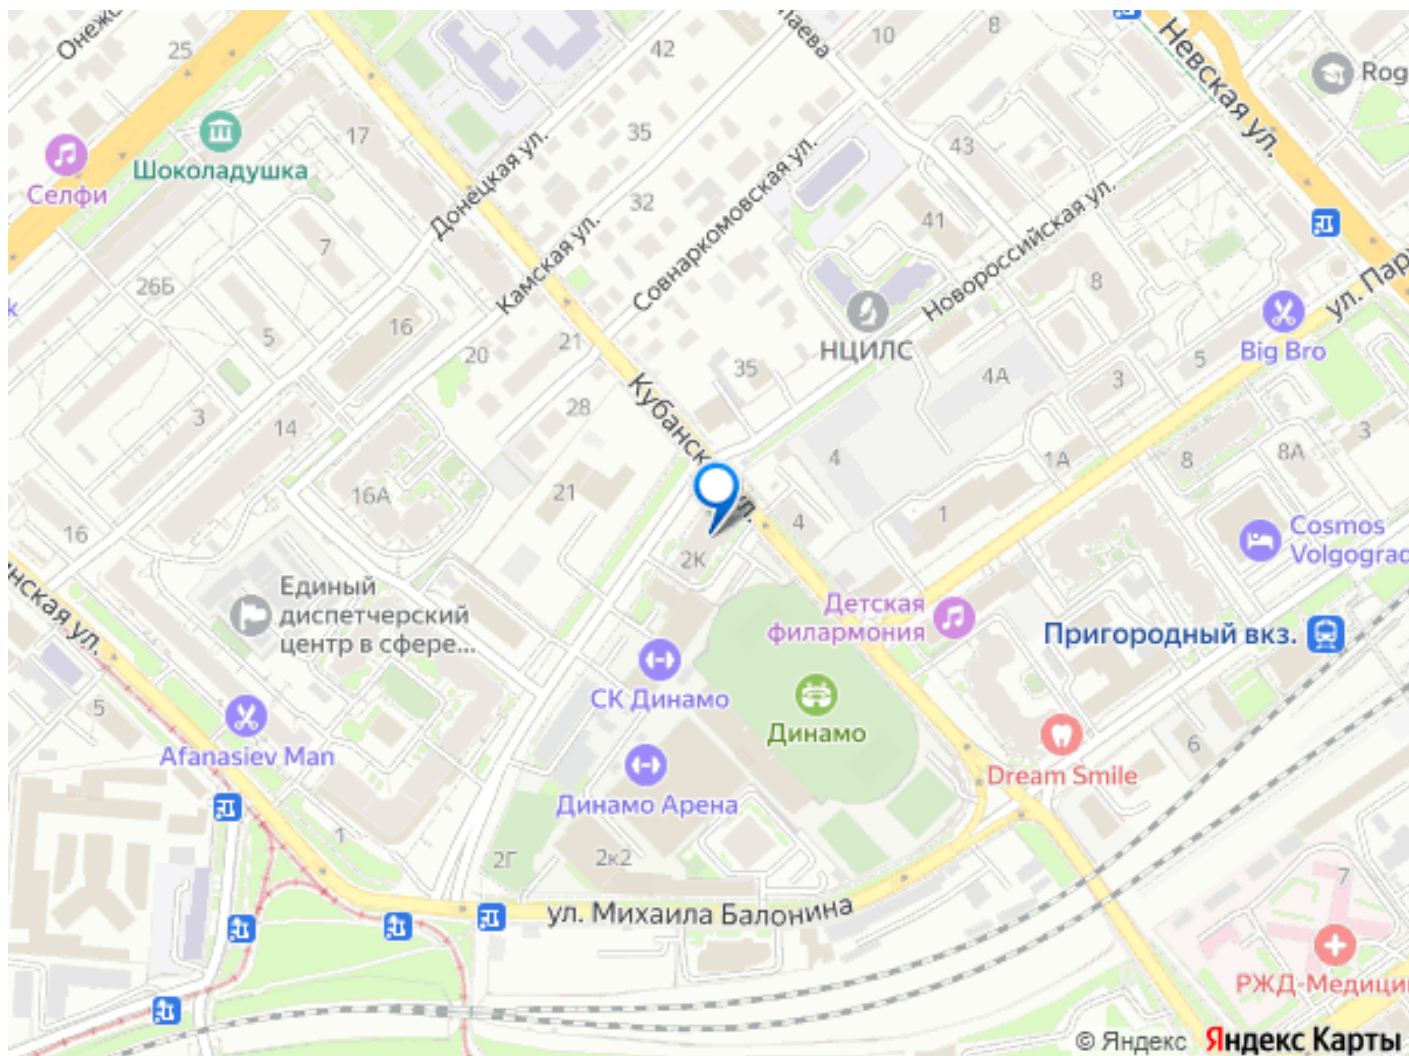 42
10
8
25
Rog
Невская ул.
35
17
43
Шоколадушка
Селфи
Донецкая ул.
Совнаркомовская ул.
32
41
Новороссийская ул.
Камская ул.
7
26Б
8
16
5
21
20
НЦИЛС
35
Big Bro
5
4А
3
Кубанск
ул.
28
3
14
4
1А
8
8А
3
16А
21
16
1
4
2К
Cosmos
Volgograd
Единый
диспетчерский
центр в сфере...
Детская
филармония
Пригородный вкз.
СК Динамо
Динамо
5
Afanasiev Man
6
Dream Smile
Динамо Арена
1
2Г
2к2
7
ул. Михаила Балонина
РЖД-Медици
© Яндекс Яндекс Карты